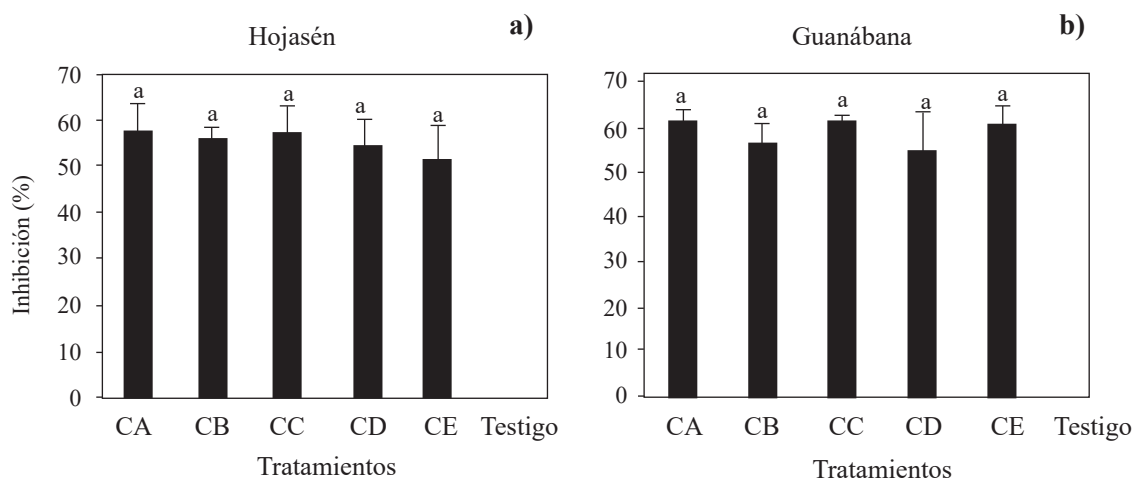 Hojasén
a)
Inhibición (%)
70
60
50
40
30
20
10
0
a
a
a
a
a
CA CB CC CD CE Testigo
Tratamientos
Guanábana
b)
70
60
50
40
30
20
10
0
a
a
a
a
a
CA CB CC CD CE Testigo
Tratamientos